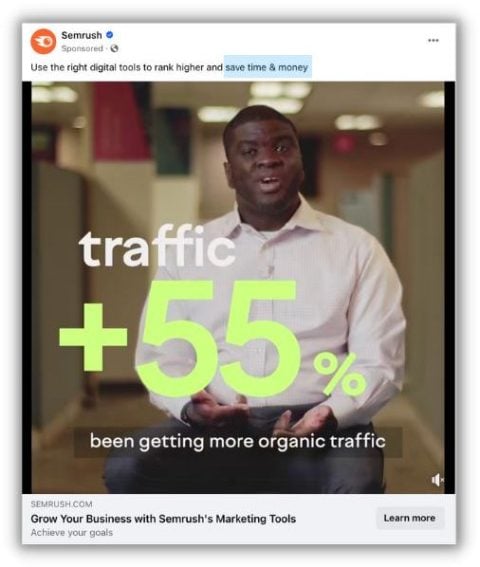 Semrush
Sponsored ·
Use the right digital tools to rank higher and save time & money
traffic
+55%
been getting more organic traffic
SEMRUSH.COM
Grow Your Business with Semrush's Marketing Tools
Learn more
Achieve your goals